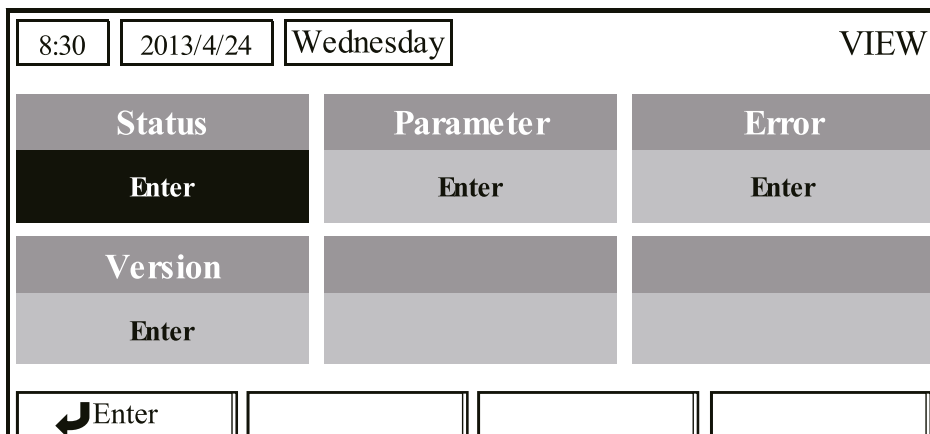 8:30 2013/4/24 Wednesday VIEW
Status Parameter Error
Enter Enter Enter
Version
Enter
Enter